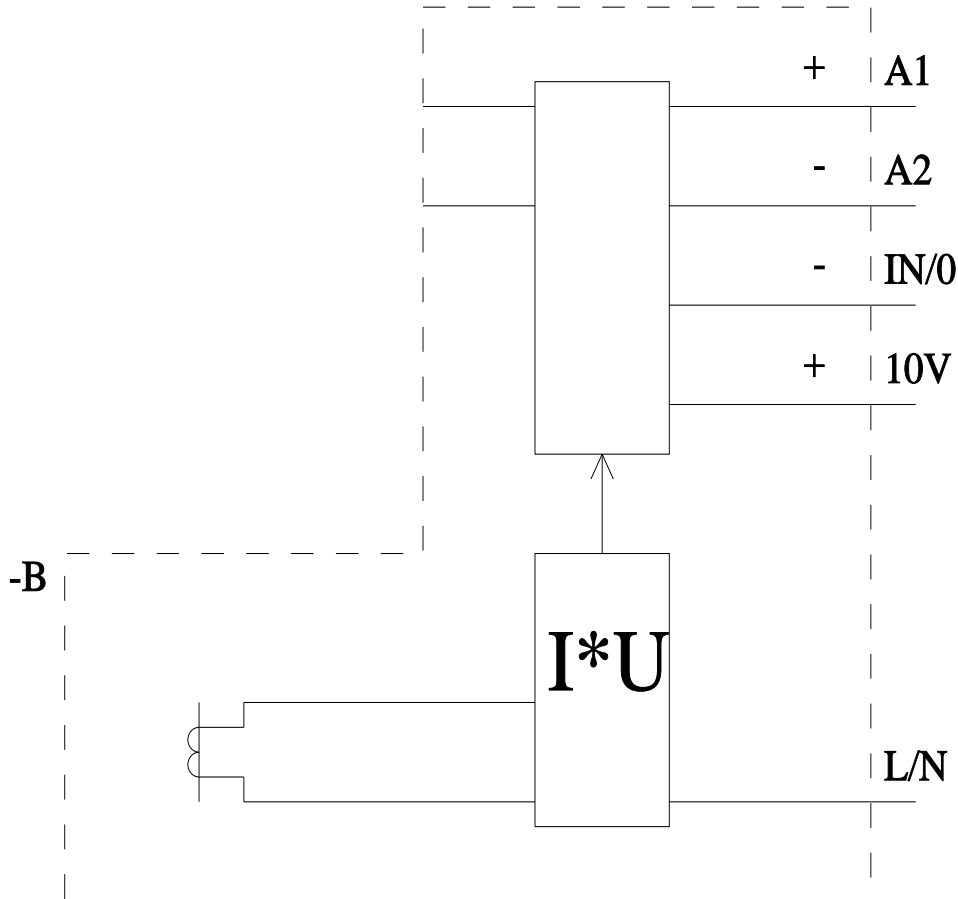 + A1
- A2
- IN/0
+ 10V
-B
I*U
L/N